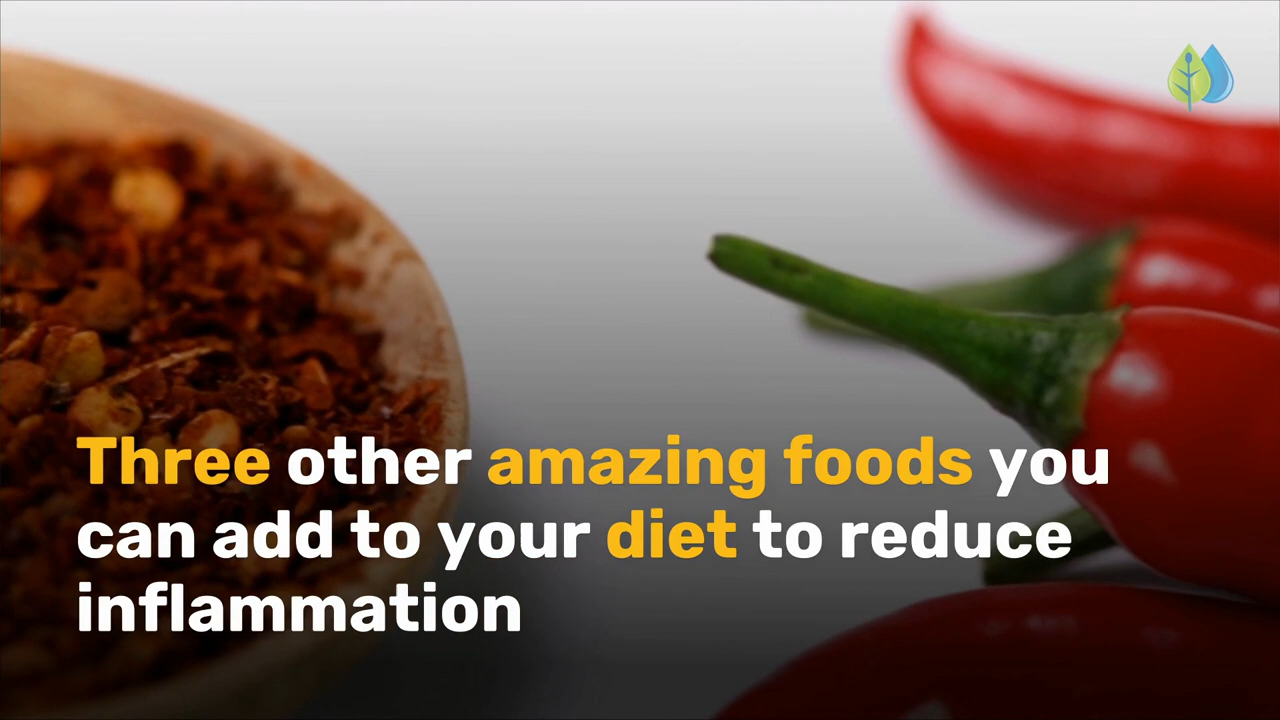 Three other amazing foods you
can add to your diet to reduce
inflammation